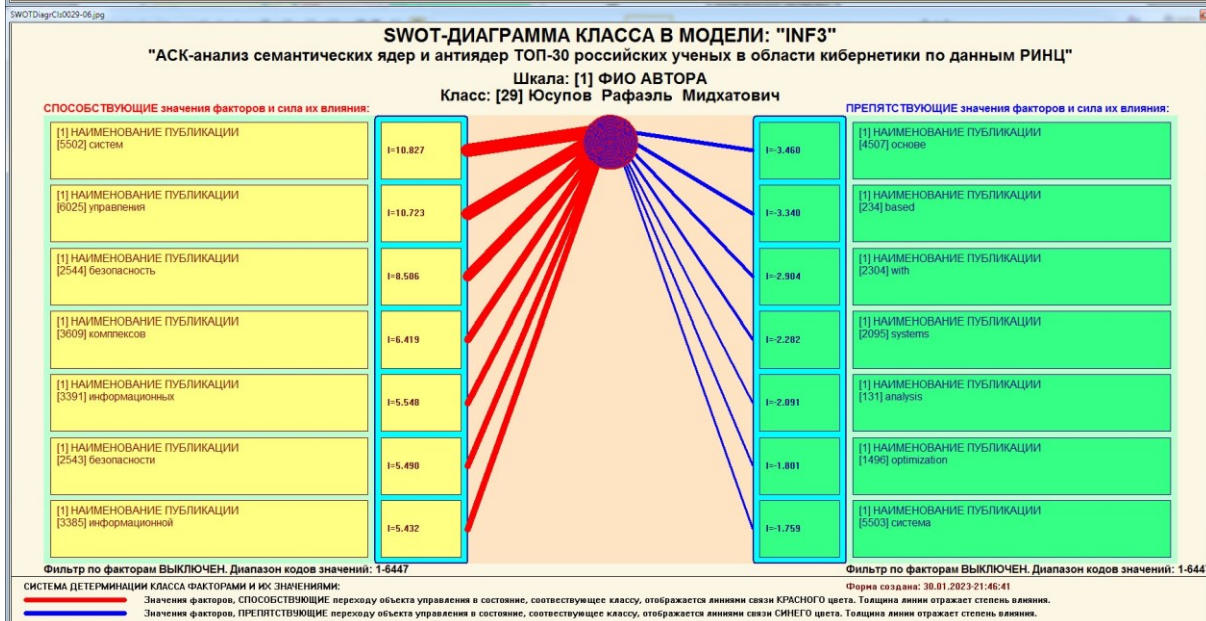 SWOTDiagrCls0029-06.jpg
SWOT-ДИАГРАММА КЛАССА В МОДЕЛИ: "INF3"
"АСК-анализ семантических ядер и антиядер ТОП-30 российских ученых в области кибернетики по данным РИНЦ"
Шкала: [1] ФИО АВТОРА
Класс: [29] Юсупов Рафаэль Мидхатович
СПОСОБСТВУЮЩИЕ значения факторов и сила их влияния:
[1] НАИМЕНОВАНИЕ ПУБЛИКАЦИИ
[5502] систем
I=10.827
[1] НАИМЕНОВАНИЕ ПУБЛИКАЦИИ
[6025] управления
I=10.723
[1] НАИМЕНОВАНИЕ ПУБЛИКАЦИИ
[2544] безопасность
I=8.506
[1] НАИМЕНОВАНИЕ ПУБЛИКАЦИИ
[3609] комплексов
I=6.419
[1] НАИМЕНОВАНИЕ ПУБЛИКАЦИИ
[3391] информационных
I=5.548
[1] НАИМЕНОВАНИЕ ПУБЛИКАЦИИ
[2543] безопасности
I=5.490
[1] НАИМЕНОВАНИЕ ПУБЛИКАЦИИ
[3385] информационной
I=5.432
Фильтр по факторам ВЫКЛЮЧЕН. Диапазон кодов значений: 1-6447
ПРЕПЯТСТВУЮЩИЕ значения факторов и сила их влияния:
I=-3.460
[1] НАИМЕНОВАНИЕ ПУБЛИКАЦИИ
[4507] основе
I=-3.340
[1] НАИМЕНОВАНИЕ ПУБЛИКАЦИИ
[234] based
I=-2.904
[1] НАИМЕНОВАНИЕ ПУБЛИКАЦИИ
[2304] with
I=-2.282
[1] НАИМЕНОВАНИЕ ПУБЛИКАЦИИ
[2095] systems
I=-2.091
[1] НАИМЕНОВАНИЕ ПУБЛИКАЦИИ
[131] analysis
I=-1.801
[1] НАИМЕНОВАНИЕ ПУБЛИКАЦИИ
[1496] optimization
I=-1.759
[1] НАИМЕНОВАНИЕ ПУБЛИКАЦИИ
[5503] система
Фильтр по факторам ВЫКЛЮЧЕН. Диапазон кодов значений: 1-644
СИСТЕМА ДЕТЕРМИНАЦИИ КЛАССА ФАКТОРАМИ И ИХ ЗНАЧЕНИЯМИ:
Форма создана: 30.01.2023-21:46:41
Значения факторов, СПОСОБСТВУЮЩИЕ переходу объекта управления в состояние, соотвествующее классу, отображается линиями связи КРАСНОГО цвета. Толщина линии отражает степень влияния.
Значения факторов, ПРЕПЯТСТВУЮЩИЕ переходу объекта управления в состояние, соотвествующее классу, отображается линиями связи СИНЕГО цвета. Толщина линии отражает степень влияния.